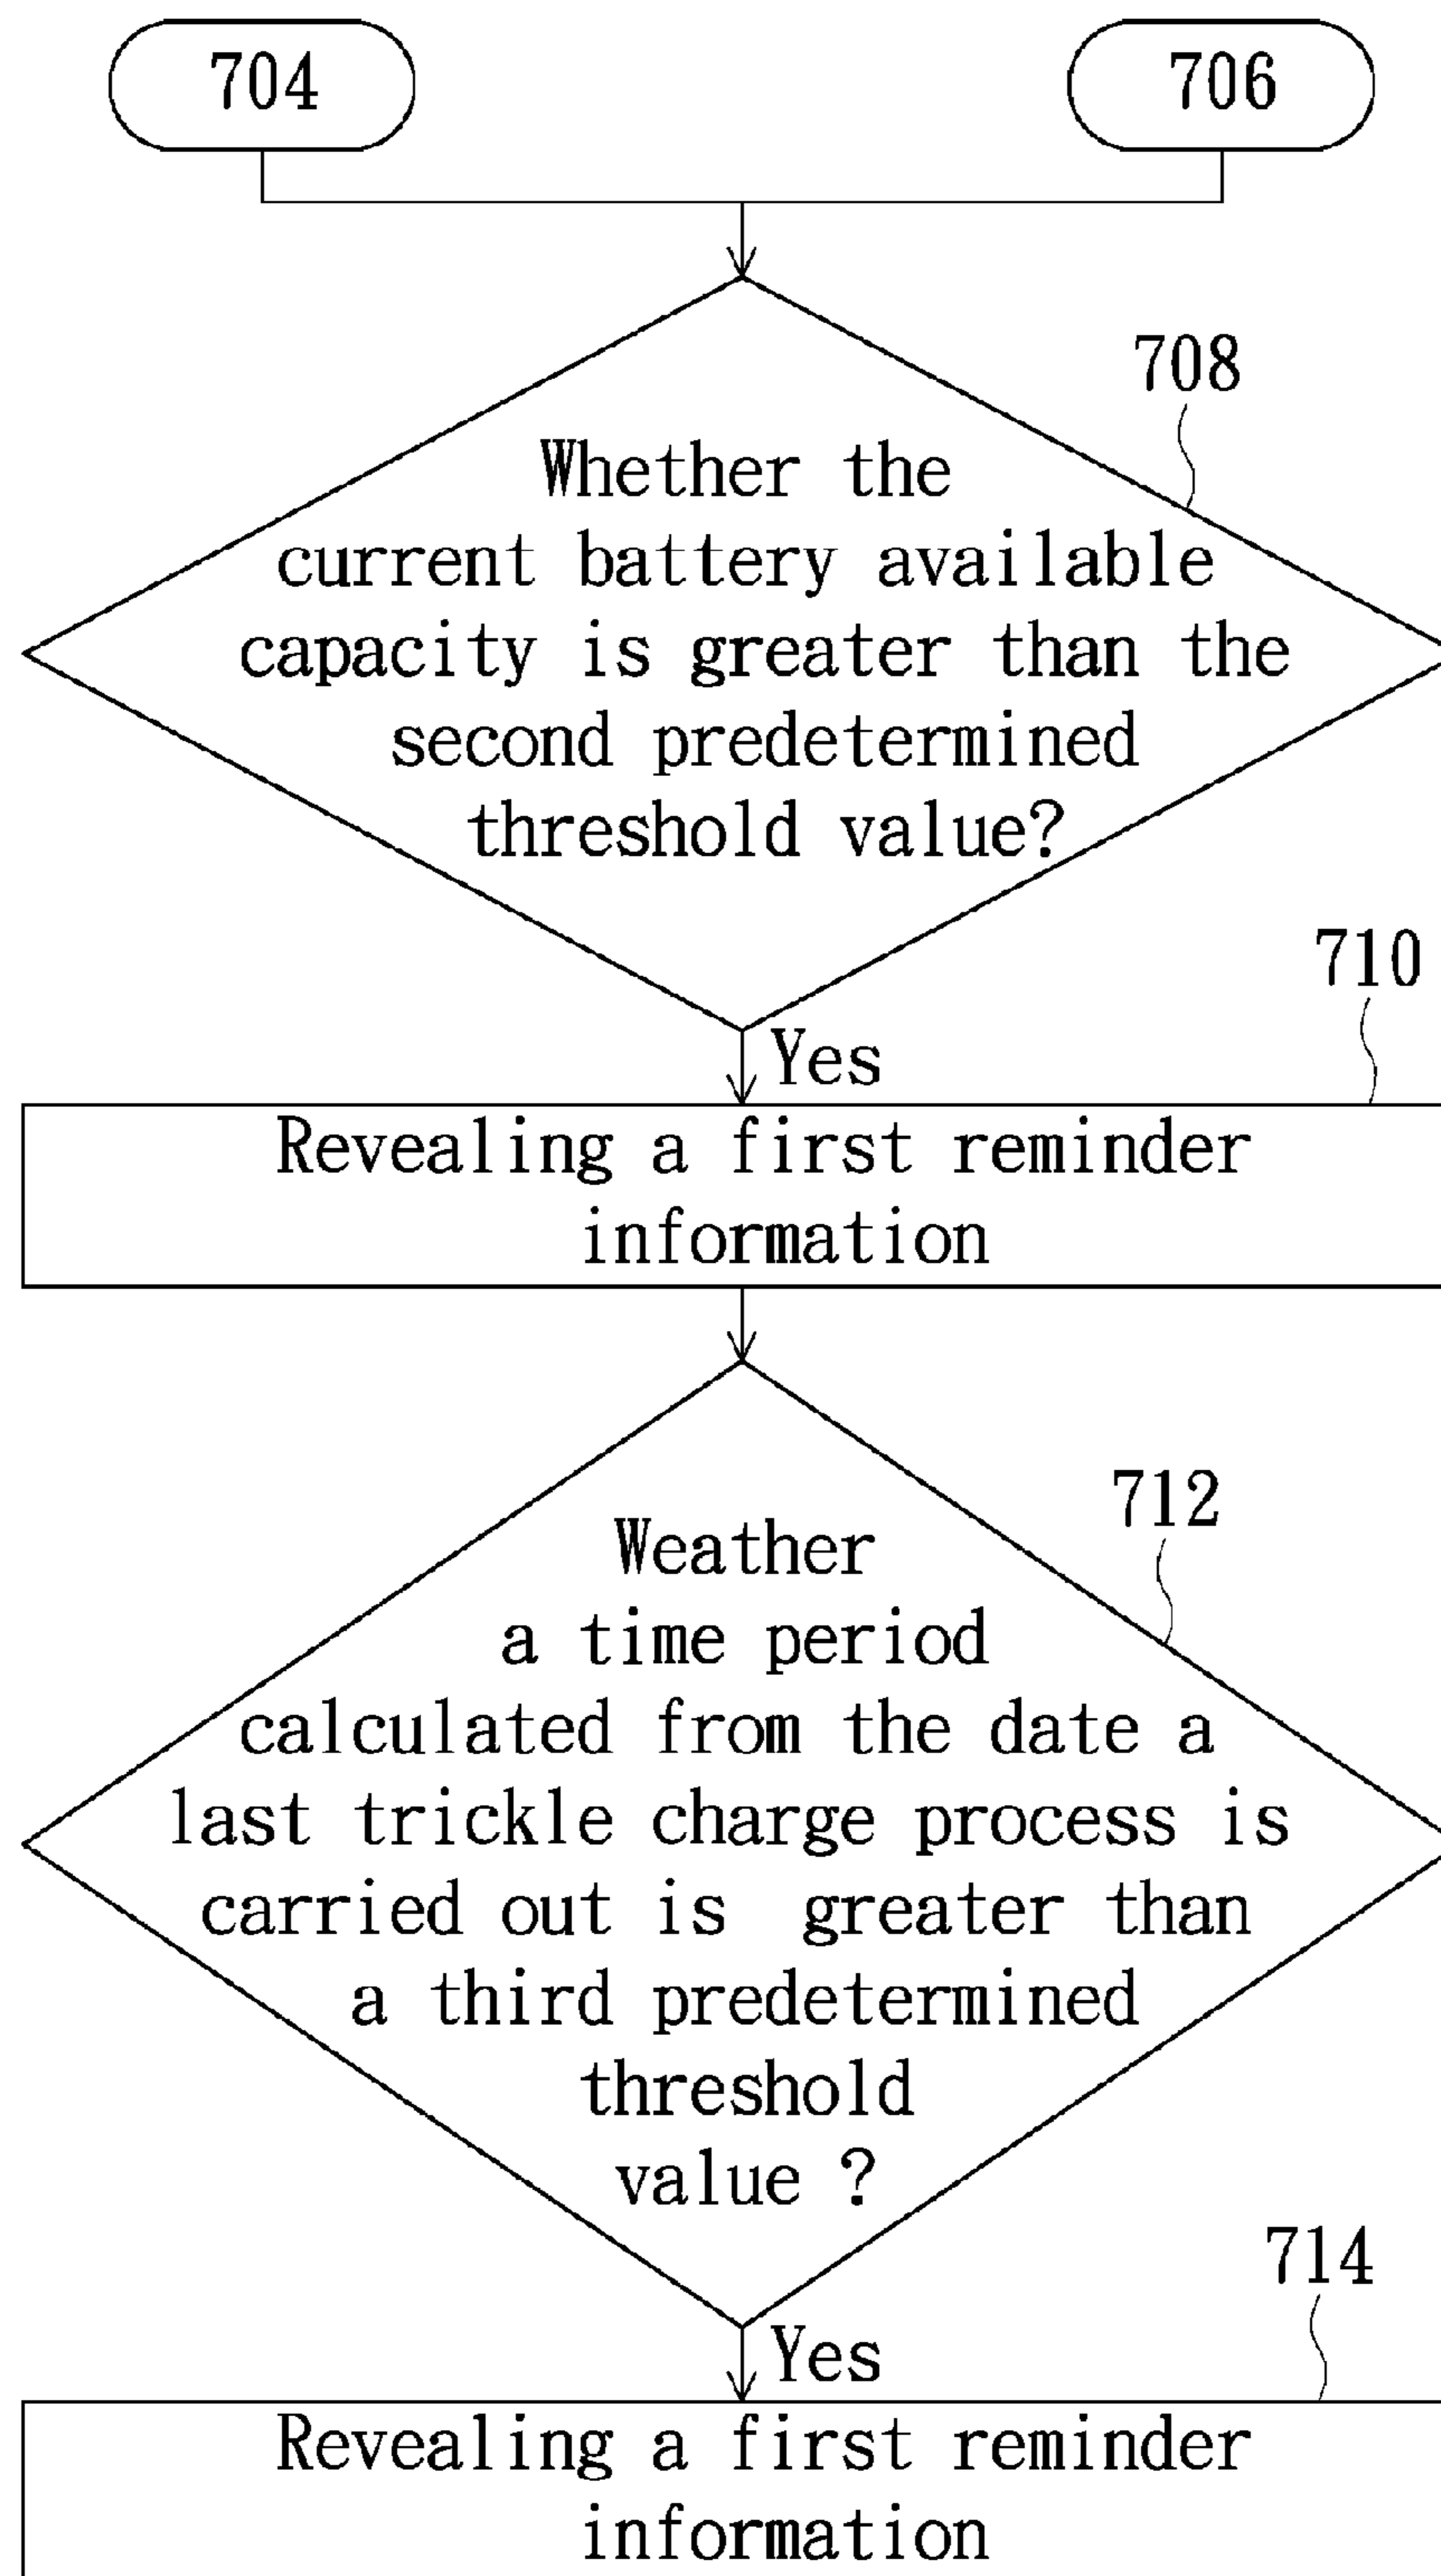 704
706
708
Whether the
current battery available
capacity is greater than the
second predetermined
threshold value?
710
Yes
Revealing a first reminder
information
712
Weather
a time period
calculated from the date a
last trickle charge process is
carried out is greater than
a third predetermined
threshold
value ?
714
Yes
Revealing a first reminder
information